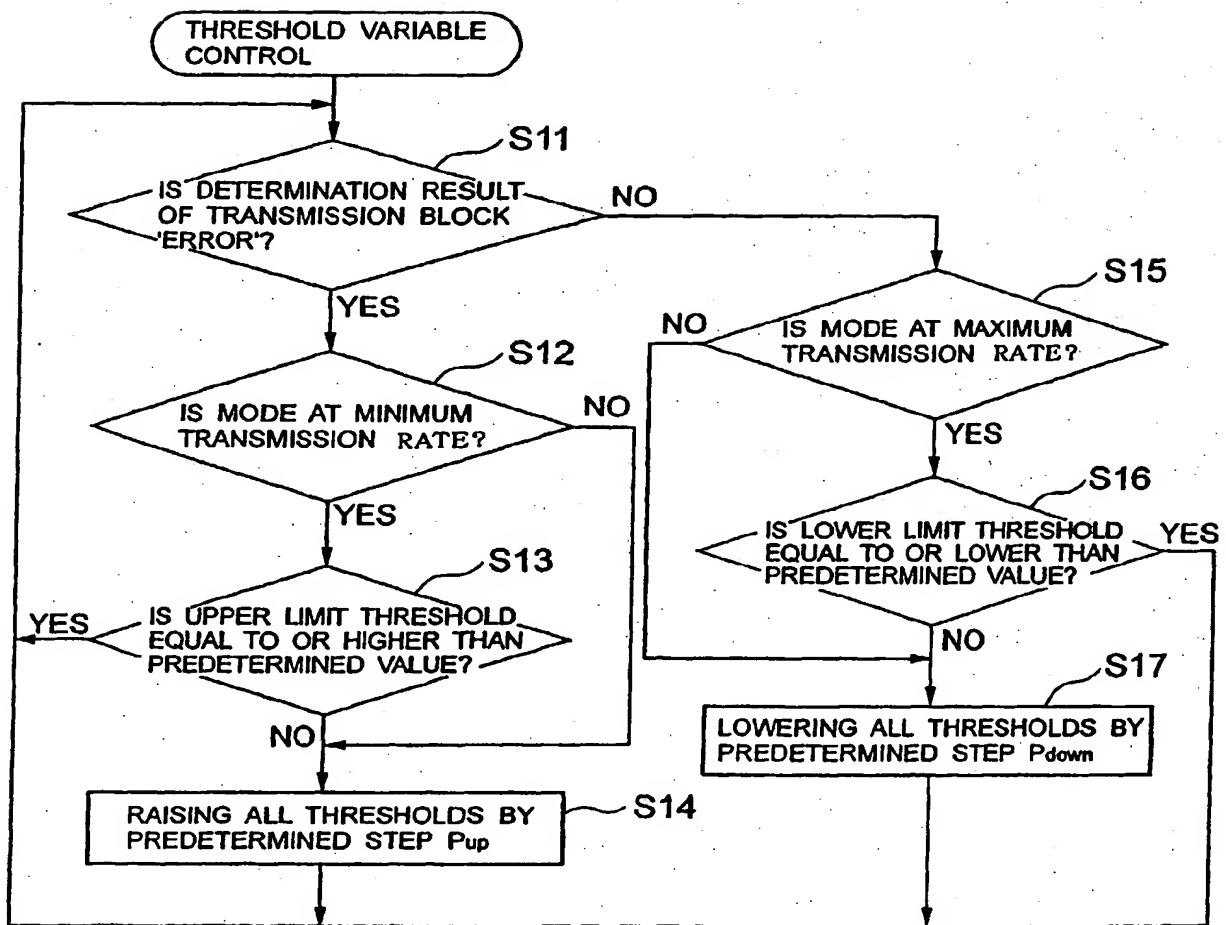 THRESHOLD VARIABLE
CONTROL
S11
IS DETERMINATION RESULT
OF TRANSMISSION BLOCK
'ERROR'?
NO
YES
S12
IS MODE AT MINIMUM
TRANSMISSION RATE?
NO
YES
S13
IS UPPER LIMIT THRESHOLD
EQUAL TO OR HIGHER THAN
PREDETERMINED VALUE?
YES
NO
RAISING ALL THRESHOLDS BY
PREDETERMINED STEP Pup
S14
S15
IS MODE AT MAXIMUM
TRANSMISSION RATE?
NO
YES
S16
IS LOWER LIMIT THRESHOLD
EQUAL TO OR LOWER THAN
PREDETERMINED VALUE?
YES
NO
S17
LOWERING ALL THRESHOLDS BY
PREDETERMINED STEP Pdown